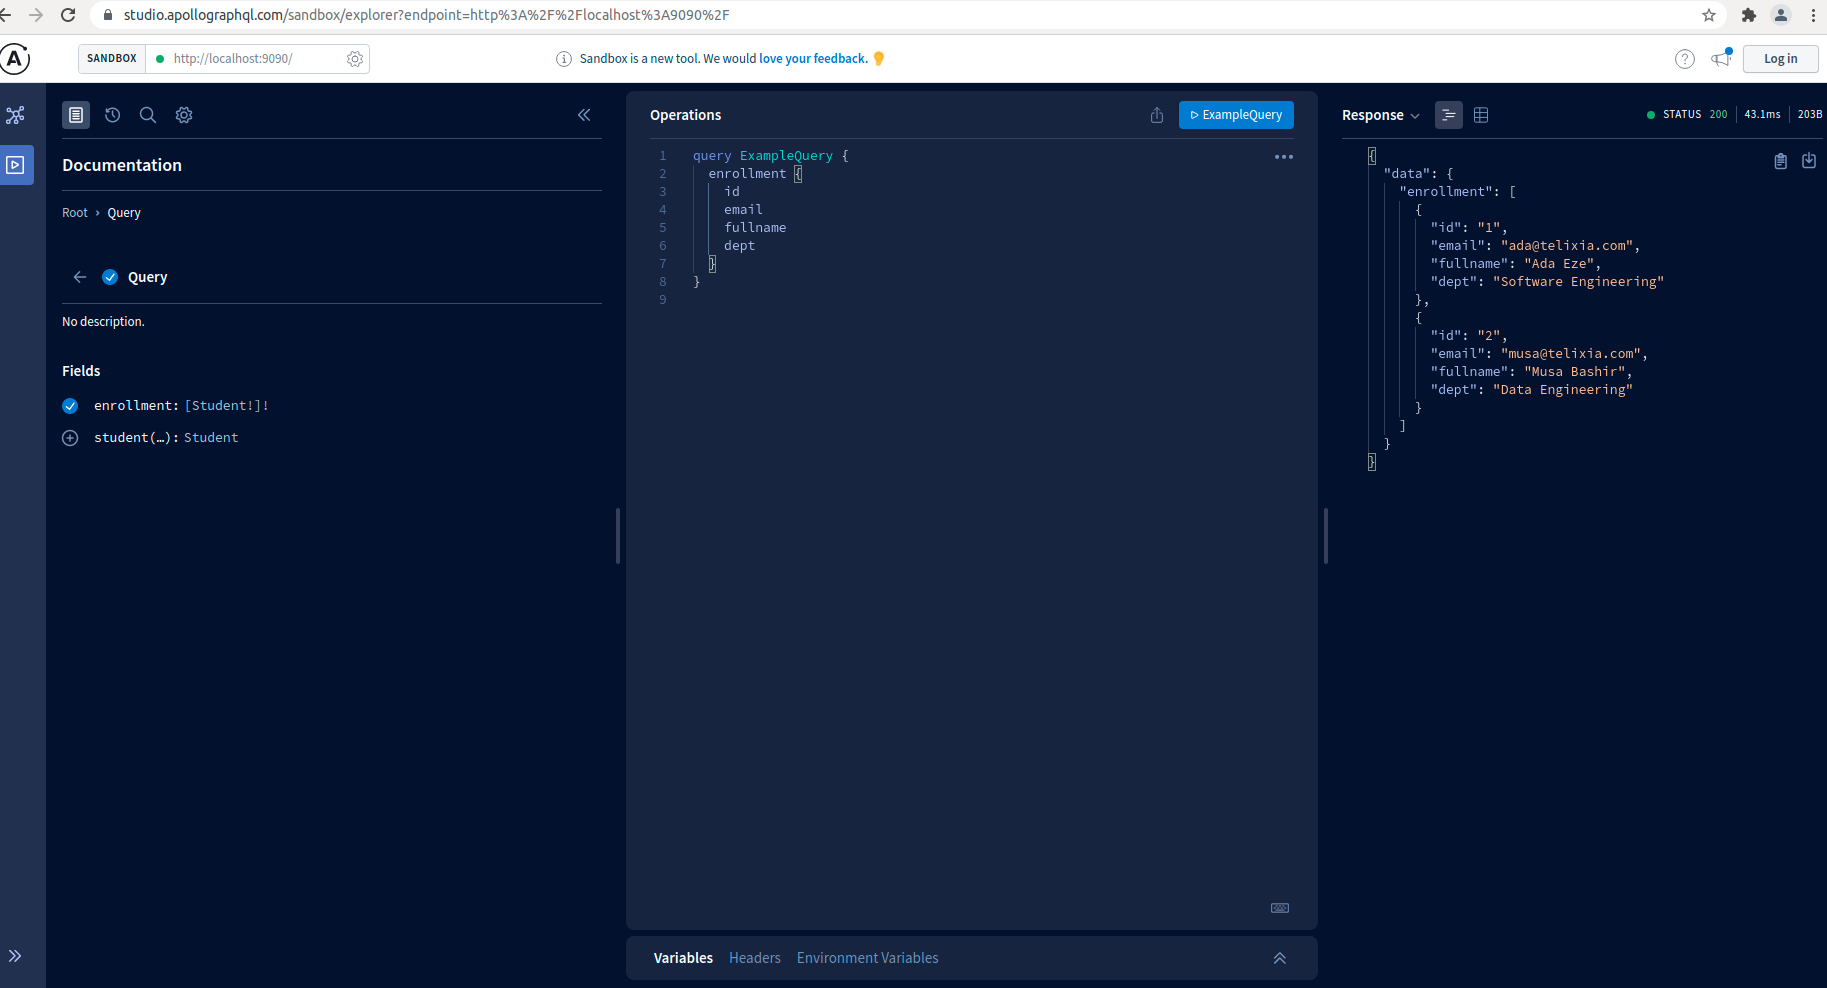 studio.apollographql.com/sandbox/explorer?endpoint=http%3A%2F%2Flocalhost%3A9090%2F
A
SANDBOX
http://localhost:9090/
Sandbox is a new tool. We would love your feedback.
?
Log in
Documentation
Root › Query
Query
No description.
Fields
enrollment: [Student!]!
student(…): Student
Operations
ExampleQuery
1 query ExampleQuery {
2 enrollment {
3 id
4 email
5 fullname
6 dept
7 }
8 }
9
Variables Headers Environment Variables
Response
STATUS 200 43.1ms 203B
{
"data": {
"enrollment": [
{
"id": "1",
"email": "ada@telixia.com",
"fullname": "Ada Eze",
"dept": "Software Engineering"
},
{
"id": "2",
"email": "musa@telixia.com",
"fullname": "Musa Bashir",
"dept": "Data Engineering"
}
]
}
}